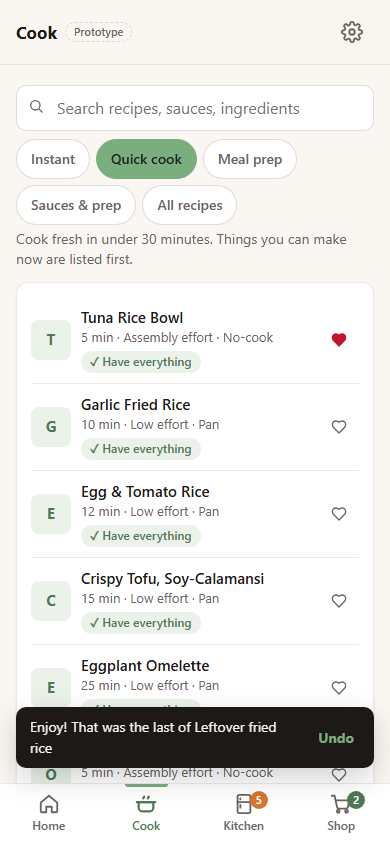 Cook
Prototype
Search recipes, sauces, ingredients
Instant
Quick cook
Meal prep
Sauces & prep
All recipes
Cook fresh in under 30 minutes. Things you can make
now are listed first.
T
Tuna Rice Bowl
5 min · Assembly effort · No-cook
✓ Have everything
G
Garlic Fried Rice
10 min · Low effort · Pan
✓ Have everything
E
Egg & Tomato Rice
12 min · Low effort · Pan
✓ Have everything
C
Crispy Tofu, Soy-Calamansi
15 min · Low effort · Pan
✓ Have everything
E
Eggplant Omelette
25 min · Low effort · Pan
Enjoy! That was the last of Leftover fried
rice
Undo
5 min · Assembly effort · No-cook
Home
Cook
5
Kitchen
2
Shop